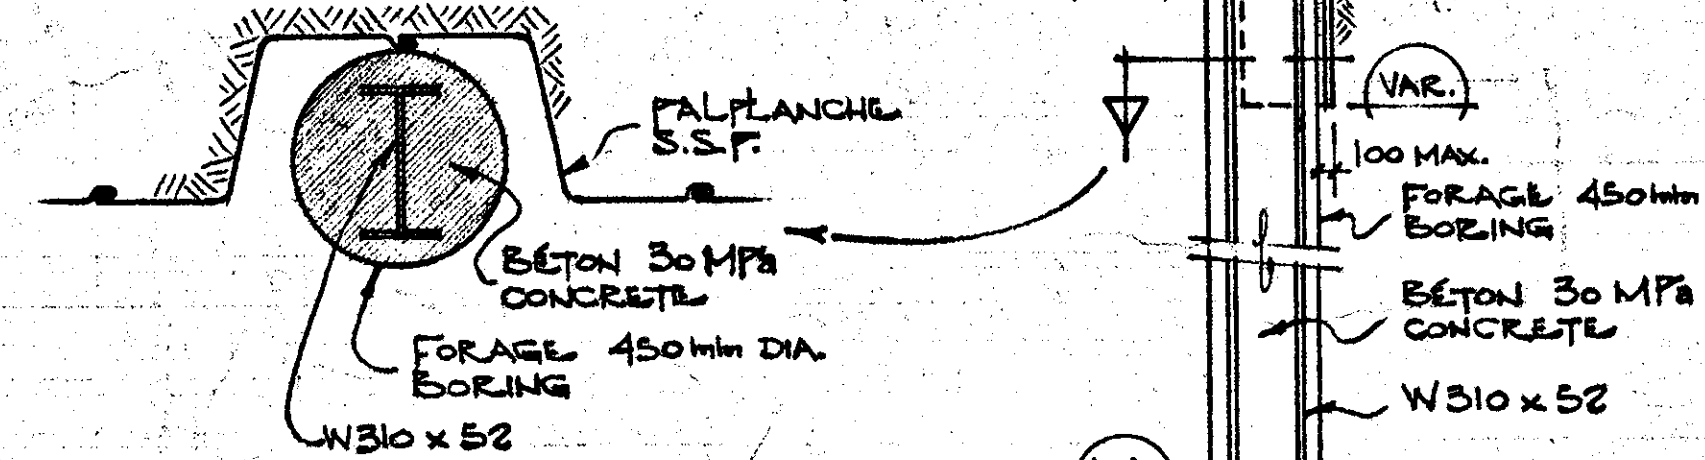 PALPLANCHE
S.S.P.
BÉTON 30 MPa
CONCRETE
FORAGE 450mm DIA.
BORING
W310 x 52
VAR.
100 MAX.
FORAGE 450mm
BORING
BÉTON 30 MPa
CONCRETE
W310 x 52